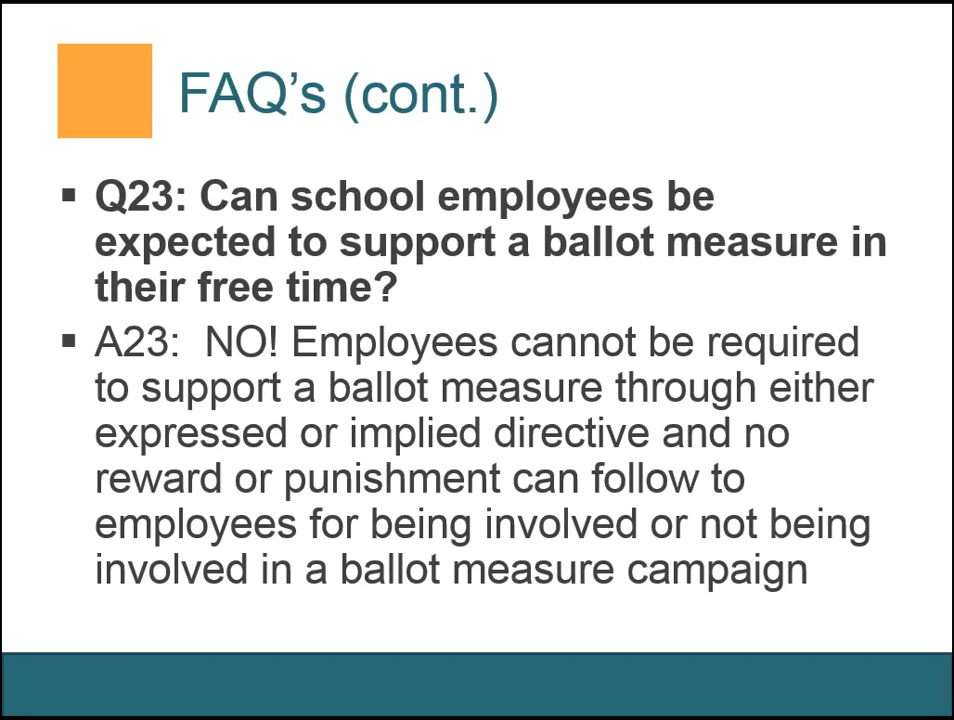 FAQ’s (cont.)
▪ Q23: Can school employees be
expected to support a ballot measure in
their free time?
▪ A23:  NO! Employees cannot be required
to support a ballot measure through either
expressed or implied directive and no
reward or punishment can follow to
employees for being involved or not being
involved in a ballot measure campaign